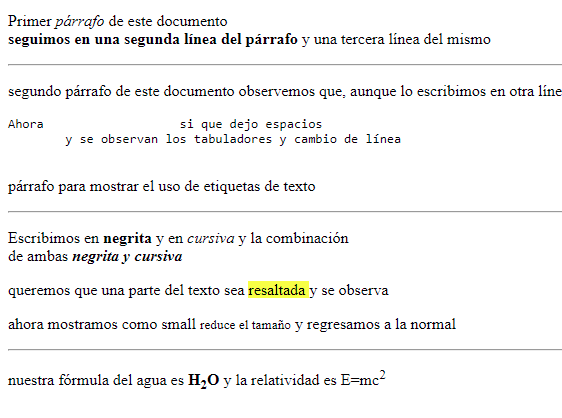 Primer párrafo de este documento
seguimos en una segunda línea del párrafo y una tercera línea del mismo
segundo párrafo de este documento observemos que, aunque lo escribimos en otra líne
Ahora                   si que dejo espacios
        y se observan los tabuladores y cambio de línea
párrafo para mostrar el uso de etiquetas de texto
Escribimos en negrita y en cursiva y la combinación
de ambas negrita y cursiva
queremos que una parte del texto sea resaltada y se observa
ahora mostramos como small reduce el tamaño y regresamos a la normal
nuestra fórmula del agua es H₂O y la relatividad es E=mc²